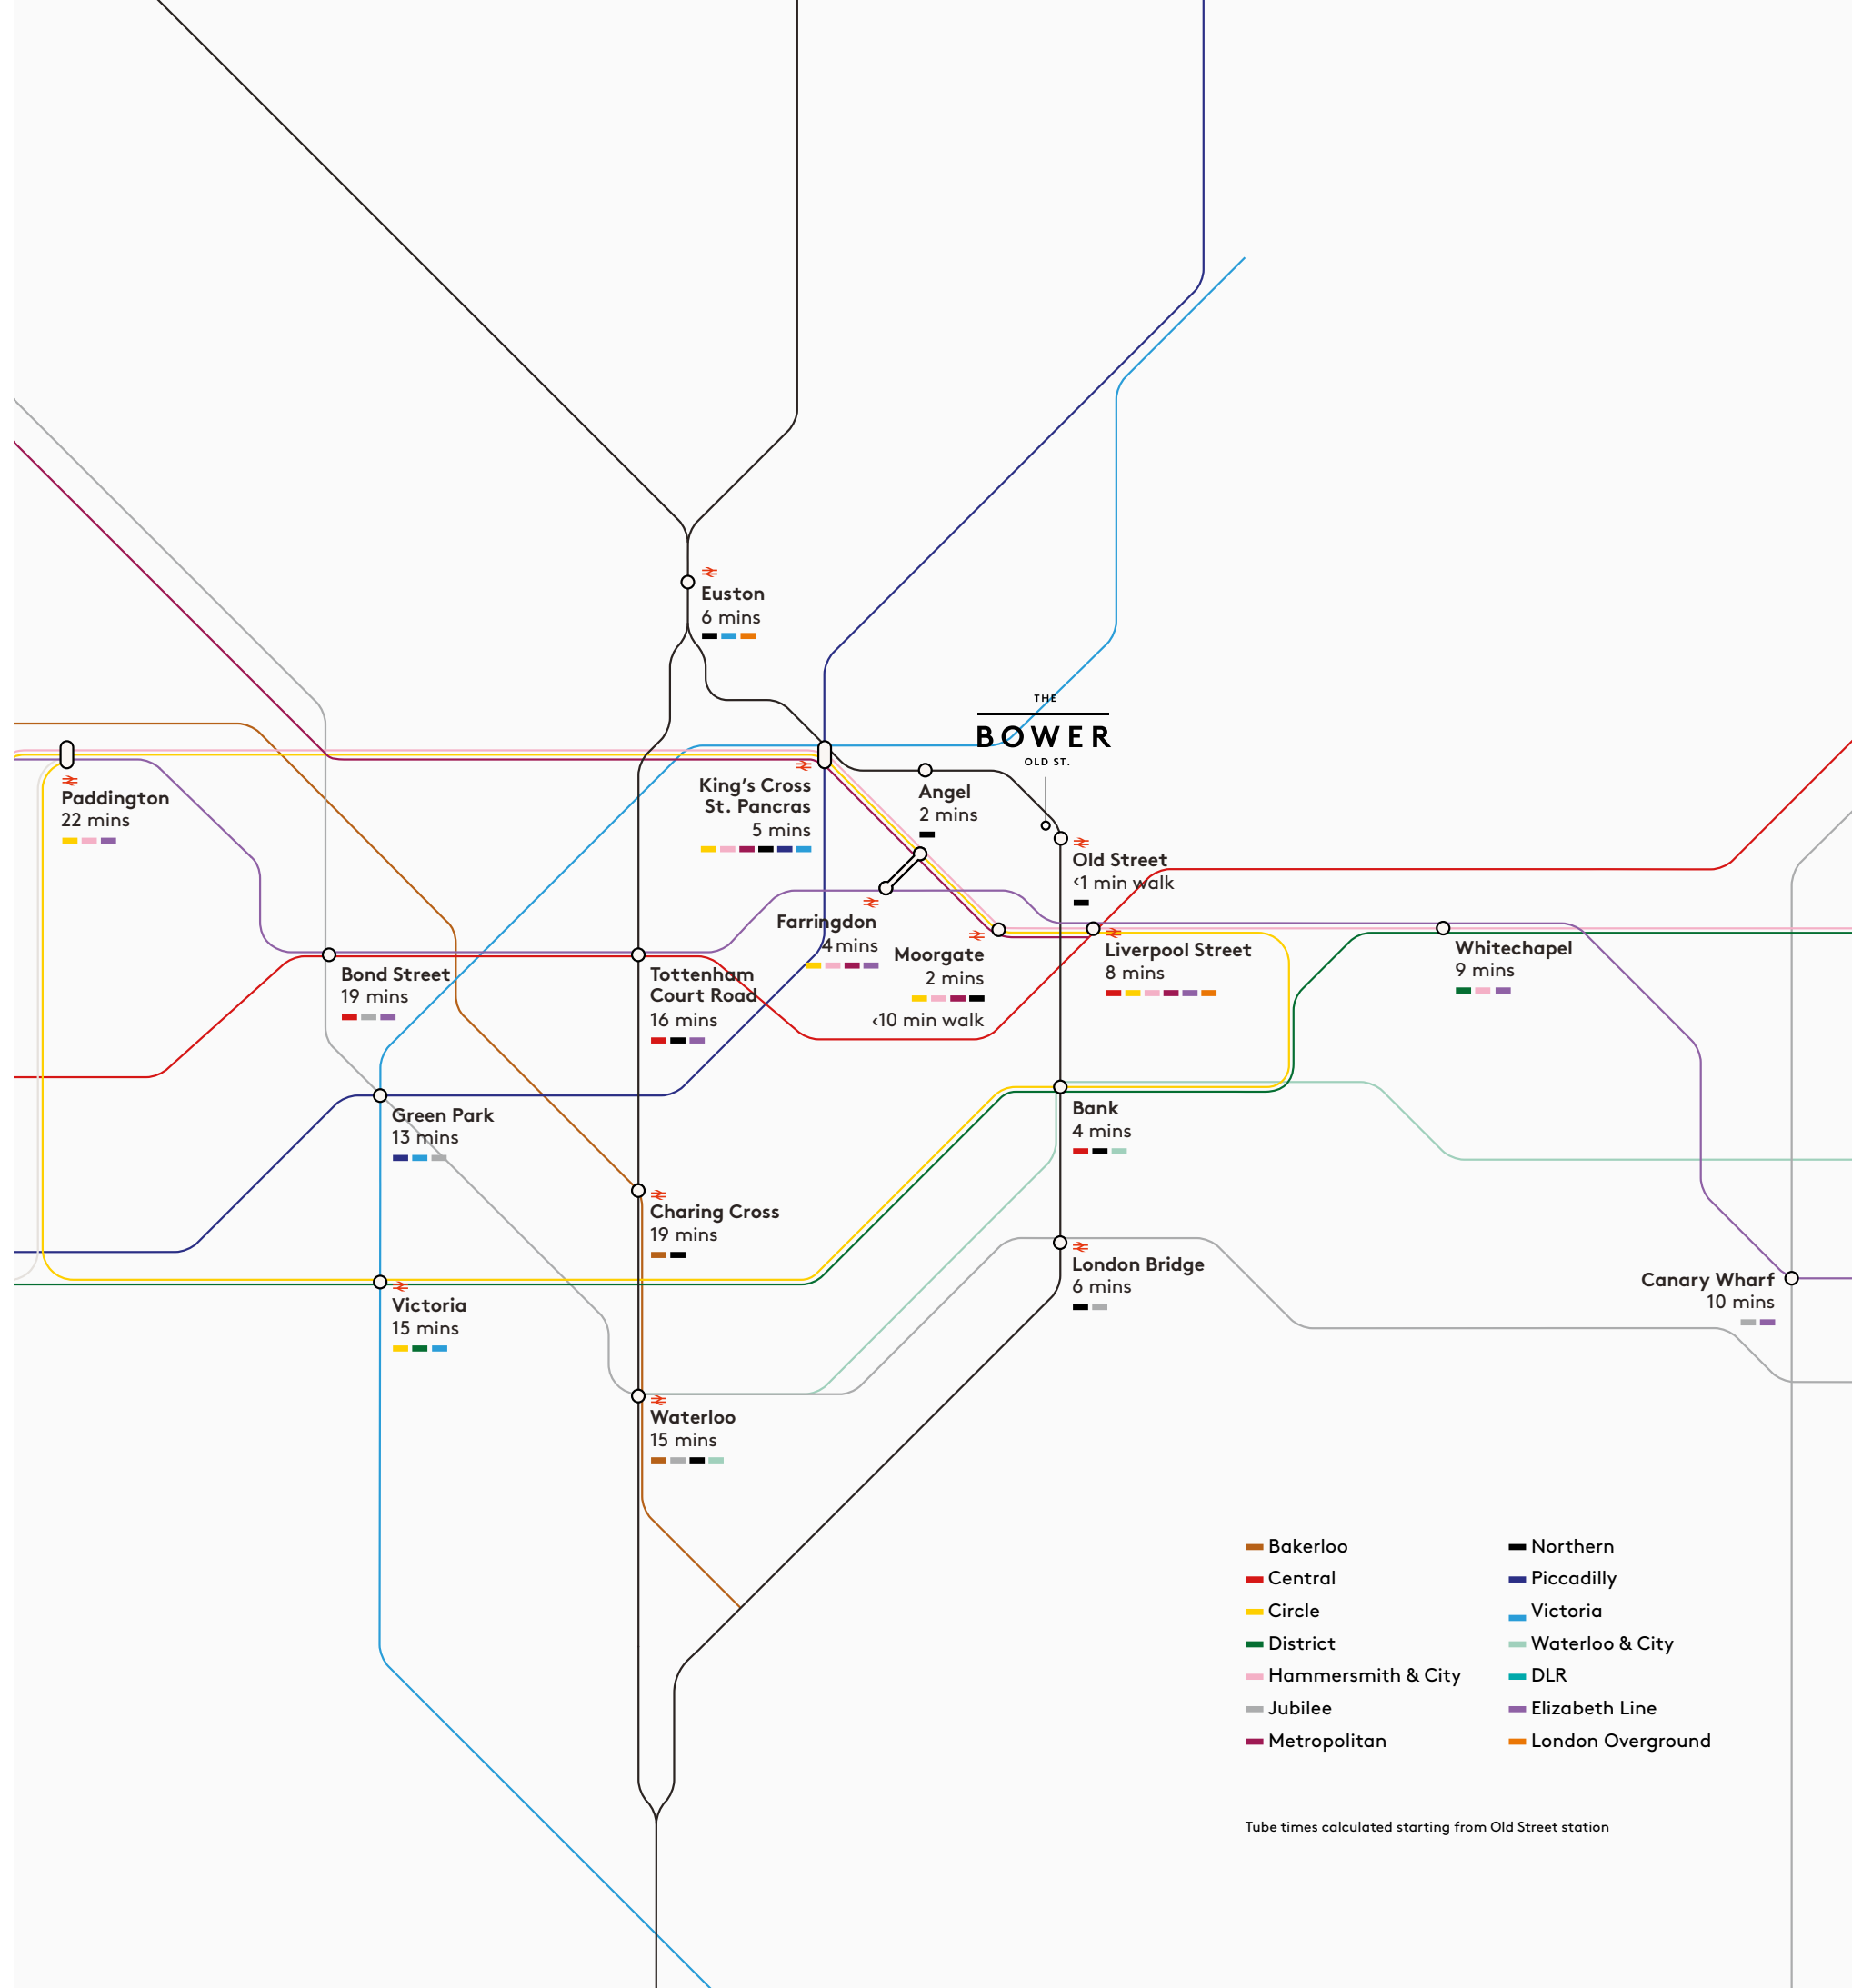 Euston
6 mins
THE
BOWER
OLD ST.
Paddington
22 mins
King’s Cross
St. Pancras
5 mins
Angel
2 mins
Old Street
<1 min walk
Farringdon
4mins
Moorgate
2 mins
<10 min walk
Liverpool Street
8 mins
Whitechapel
9 mins
Bond Street
19 mins
Tottenham
Court Road
16 mins
Green Park
13 mins
Bank
4 mins
Charing Cross
19 mins
London Bridge
6 mins
Canary Wharf
10 mins
Victoria
15 mins
Waterloo
15 mins
Bakerloo
Central
Circle
District
Hammersmith & City
Jubilee
Metropolitan
Northern
Piccadilly
Victoria
Waterloo & City
DLR
Elizabeth Line
London Overground
Tube times calculated starting from Old Street station